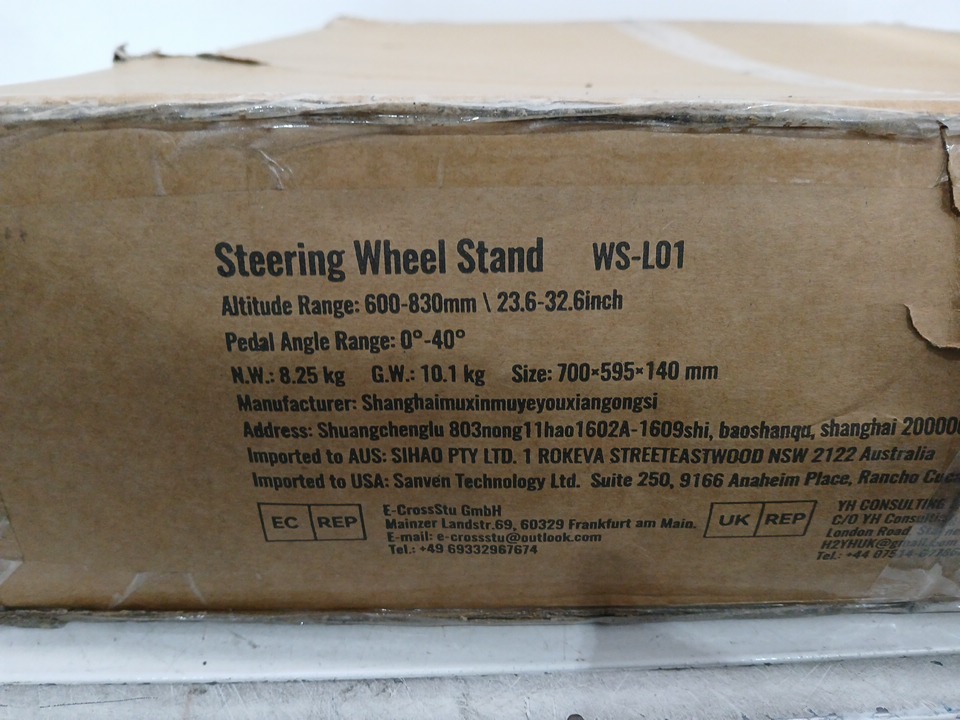 Steering Wheel Stand WS-L01
Altitude Range: 600-830mm \ 23.6-32.6inch
Pedal Angle Range: 0°-40°
N.W.: 8.25 kg G.W.: 10.1 kg Size: 700×595×140 mm
Manufacturer: Shanghaimuxinmuyeyouxiangongsi
Address: Shuangchenglu 803nong11hao1602A-1609shi, baoshanqu, shanghai 200000
Imported to AUS: SIHAO PTY LTD. 1 ROKEVA STREETEASTWOOD NSW 2122 Australia
Imported to USA: Sanven Technology Ltd. Suite 250, 9166 Anaheim Place, Rancho
EC REP
E-CrossStu GmbH
Mainzer Landstr.69, 60329 Frankfurt am Main.
E-mail: e-crossstu@outlook.com
Tel.: +49 69332967674
UK REP
YH CONSULTING
C/O YH
London Road,
Tel.: +44